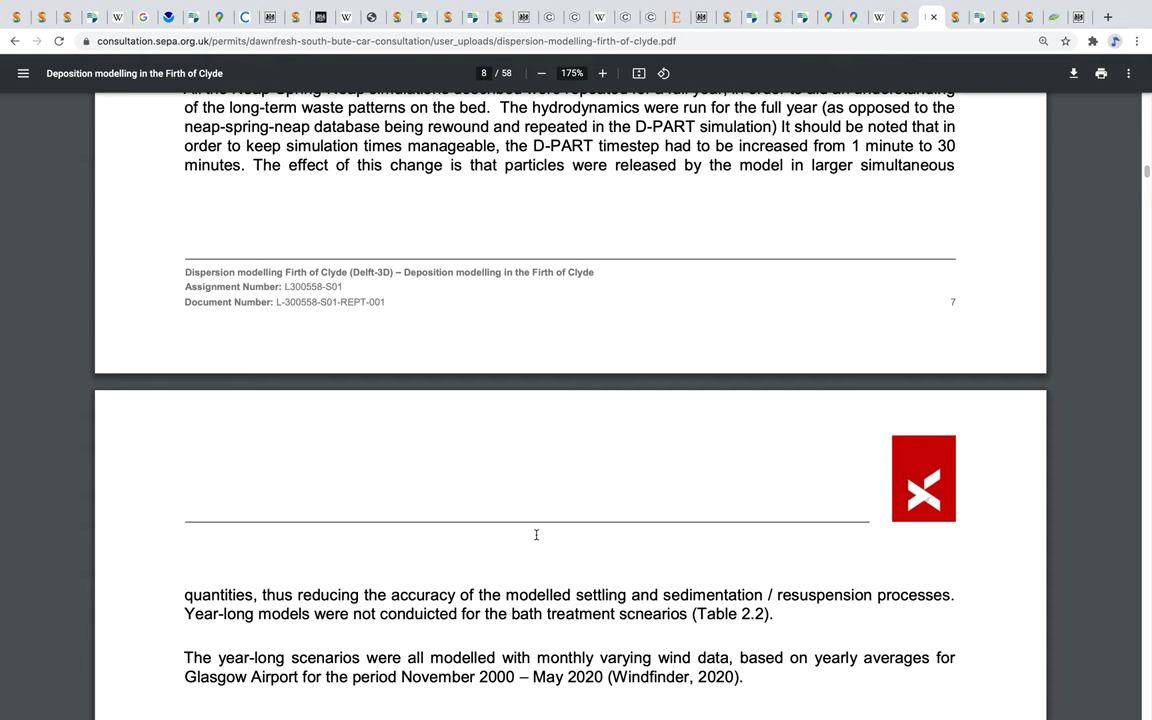 consultation.sepa.org.uk/permits/dawnfresh-south-bute-car-consultation/user_uploads/dispersion-modelling-firth-of-clyde.pdf
Deposition modelling in the Firth of Clyde
8 / 58
175%
of the long-term waste patterns on the bed. The hydrodynamics were run for the full year (as opposed to the
neap-spring-neap database being rewound and repeated in the D-PART simulation) It should be noted that in
order to keep simulation times manageable, the D-PART timestep had to be increased from 1 minute to 30
minutes. The effect of this change is that particles were released by the model in larger simultaneous
Dispersion modelling Firth of Clyde (Delft-3D) – Deposition modelling in the Firth of Clyde
Assignment Number: L300558-S01
Document Number: L-300558-S01-REPT-001
7
quantities, thus reducing the accuracy of the modelled settling and sedimentation / resuspension processes.
Year-long models were not conduicted for the bath treatment scnearios (Table 2.2).
The year-long scenarios were all modelled with monthly varying wind data, based on yearly averages for
Glasgow Airport for the period November 2000 – May 2020 (Windfinder, 2020).